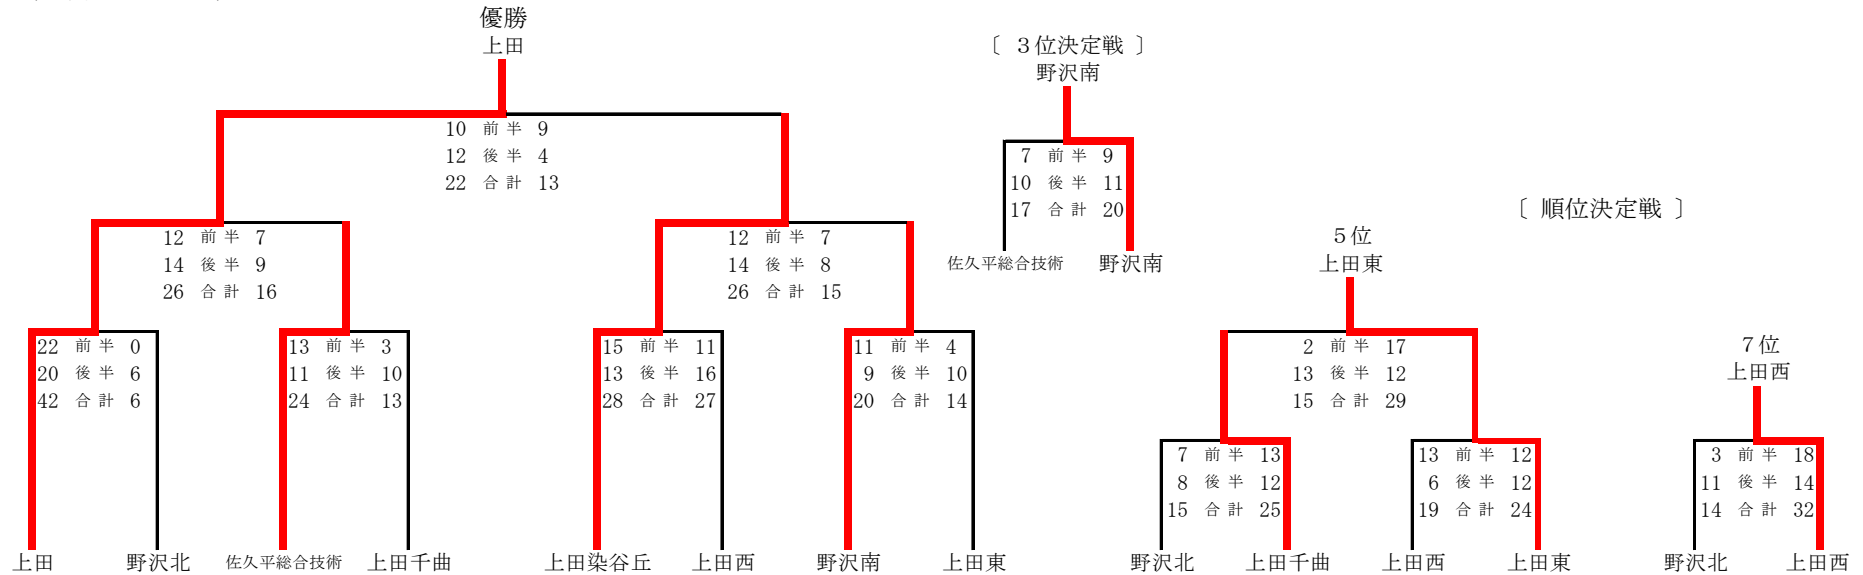 優勝
上田
10 前半 9
12 後半 4
22 合計 13
12 前半 7
14 後半 9
26 合計 16
12 前半 7
14 後半 8
26 合計 15
22 前半 0
20 後半 6
42 合計 6
13 前半 3
11 後半 10
24 合計 13
15 前半 11
13 後半 16
28 合計 27
11 前半 4
9 後半 10
20 合計 14
上田 野沢北 佐久平総合技術 上田千曲 上田染谷丘 上田西 野沢南 上田東
〔 ３位決定戦 〕
野沢南
7 前半 9
10 後半 11
17 合計 20
佐久平総合技術 野沢南
〔 順位決定戦 〕
５位
上田東
2 前半 17
13 後半 12
15 合計 29
7 前半 13
8 後半 12
15 合計 25
13 前半 12
6 後半 12
19 合計 24
野沢北 上田千曲 上田西 上田東
７位
上田西
3 前半 18
11 後半 14
14 合計 32
野沢北 上田西